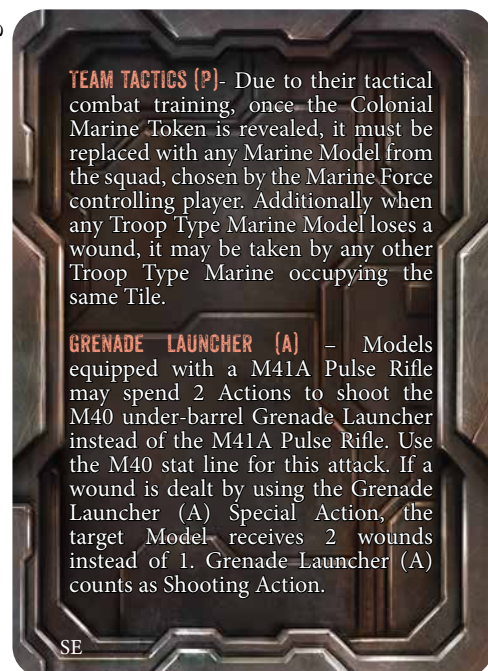 TEAM TACTICS (P)- Due to their tactical
combat training, once the Colonial
Marine Token is revealed, it must be
replaced with any Marine Model from
the squad, chosen by the Marine Force
controlling player. Additionally when
any Troop Type Marine Model loses a
wound, it may be taken by any other
Troop Type Marine occupying the
same Tile.
GRENADE LAUNCHER (A) – Models
equipped with a M41A Pulse Rifle
may spend 2 Actions to shoot the
M40 under-barrel Grenade Launcher
instead of the M41A Pulse Rifle. Use
the M40 stat line for this attack. If a
wound is dealt by using the Grenade
Launcher (A) Special Action, the
target Model receives 2 wounds
instead of 1. Grenade Launcher (A)
counts as Shooting Action.
SE